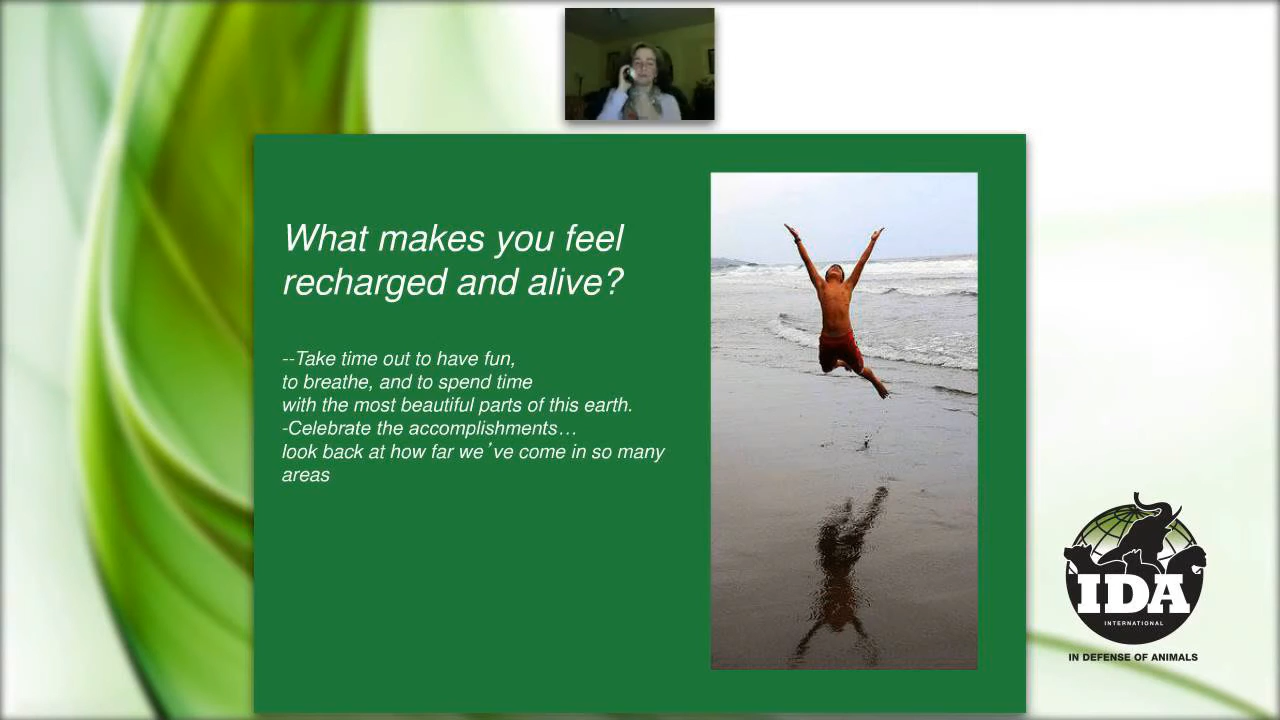 What makes you feel
recharged and alive?
--Take time out to have fun,
to breathe, and to spend time
with the most beautiful parts of this earth.
-Celebrate the accomplishments…
look back at how far we’ve come in so many
areas
IDA
INTERNATIONAL
IN DEFENSE OF ANIMALS